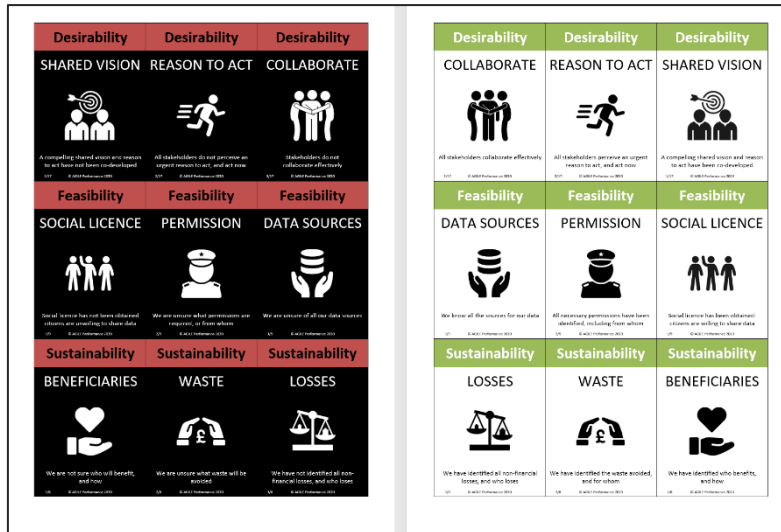 Desirability Desirability Desirability
SHARED VISION REASON TO ACT COLLABORATE
A compelling shared vision and reason to act have not been co-developed
All stakeholders do not perceive an urgent reason to act, and act now
Stakeholders do not collaborate effectively
Feasibility Feasibility Feasibility
SOCIAL LICENCE PERMISSION DATA SOURCES
Social licence has not been obtained citizens are unwilling to share data
We are unsure what permission are required, or from whom
We are unsure of all our data sources
Sustainability Sustainability Sustainability
BENEFICIARIES WASTE LOSSES
We are not sure who will benefit, and how
We are unsure what waste will be avoided
We have not identified all non-financial losses, and who loses
Desirability Desirability Desirability
COLLABORATE REASON TO ACT SHARED VISION
All stakeholders collaborate effectively
All stakeholders perceive an urgent reason to act, and act now
A compelling shared vision and reason to act have been co-developed
Feasibility Feasibility Feasibility
DATA SOURCES PERMISSION SOCIAL LICENCE
We know all the sources for our data
All necessary permissions have been identified, including from whom
Social licence has been obtained citizens are willing to share data
Sustainability Sustainability Sustainability
LOSSES WASTE BENEFICIARIES
We have identified all non-financial losses, and who loses
We have identified the waste avoided, and for whom
We have identified who benefits, and how